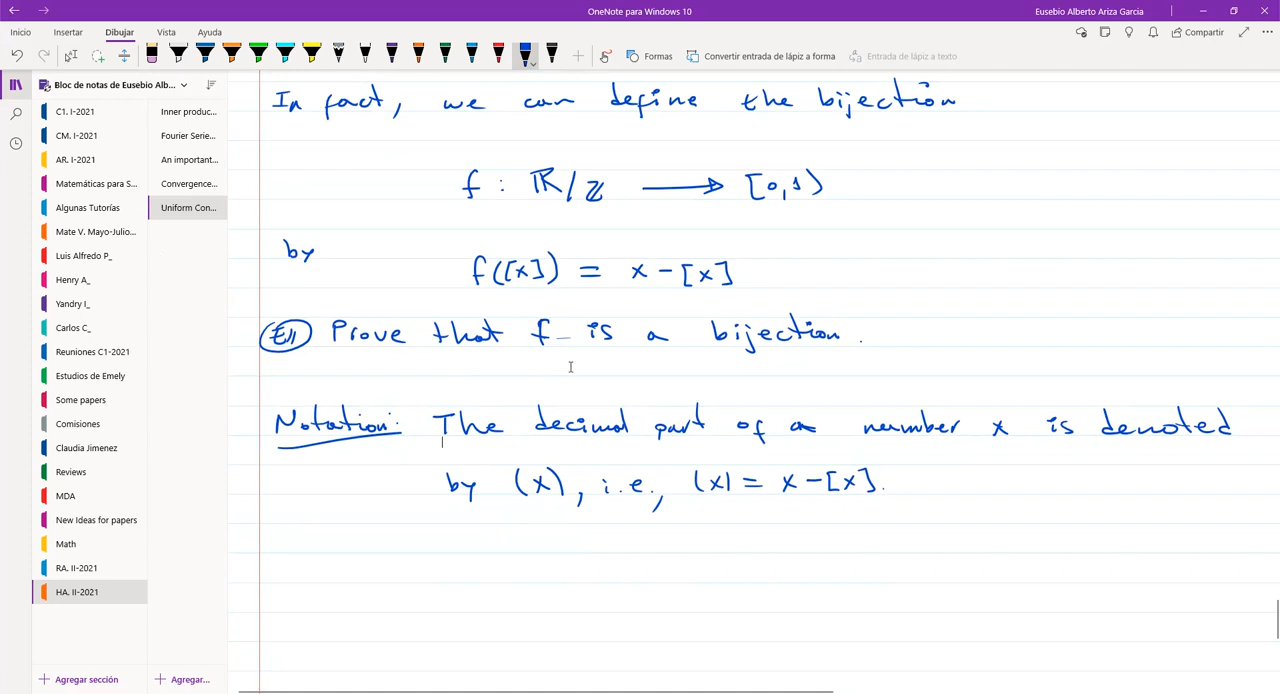 OneNote para Windows 10
Eusebio Alberto Ariza Garcia
Inicio
Insertar
Dibujar
Vista
Ayuda
Compartir
Formas
Convertir entrada de lápiz a forma
Entrada de lápiz a texto
Bloc de notas de Eusebio Alb...
C1. I-2021
CM. I-2021
AR. I-2021
Matemáticas para S...
Algunas Tutorías
Mate V. Mayo-Julio...
Luis Alfredo P_
Henry A_
Yandry I_
Carlos C_
Reuniones C1-2021
Estudios de Emely
Some papers
Comisiones
Claudia Jimenez
Reviews
MDA
New Ideas for papers
Math
RA. II-2021
HA. II-2021
Agregar sección
Inner produc...
Fourier Serie...
An important...
Convergence...
Uniform Con...
Agregar...
In fact, we can define the bijection
f : ℝ/ℤ ⟶ [0,1)
by
f([x]) = x - [x]
(E1) Prove that f is a bijection.
Notation: The decimal part of a number x is denoted
by (x), i.e., (x) = x - [x].